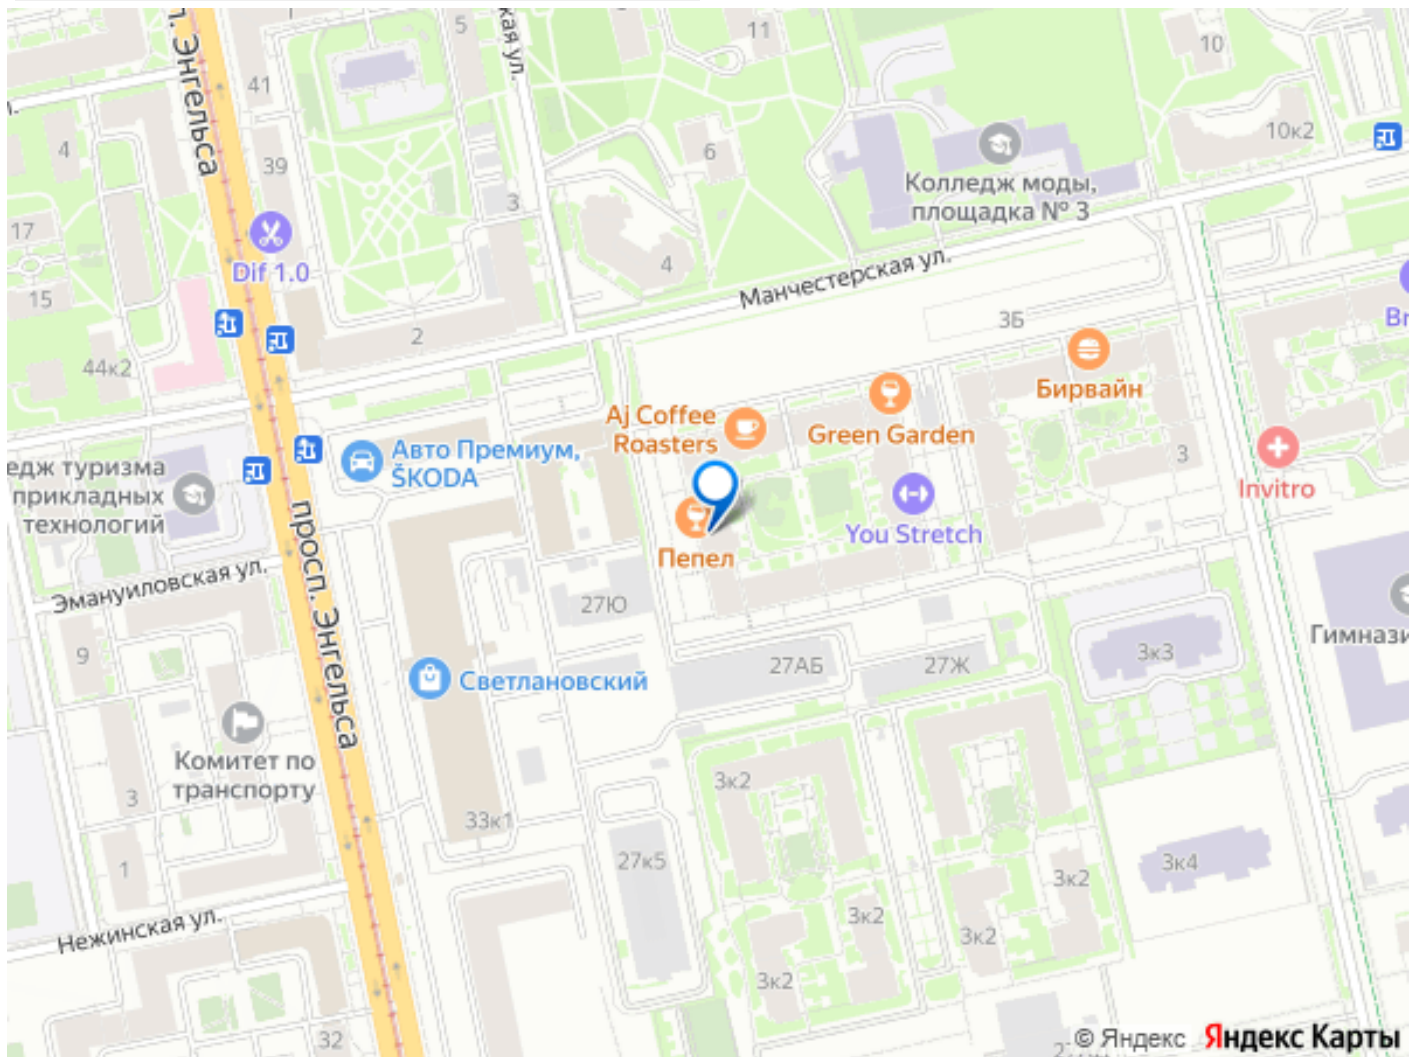 5
11
10
41
кая ул.
л. Энгельса
4
39
6
10к2
Колледж моды,
площадка № 3
3
17
Dif 1.0
4
Манчестерская ул.
15
3Б
Br
2
44к2
Бирвайн
Aj Coffee
Roasters
Green Garden
Авто Премиум,
ŠKODA
3
едж туризма
прикладных
технологий
Invitro
You Stretch
Пепел
просп. Энгельса
Эмануиловская ул.
27Ю
Гимнази
9
27АБ
27Ж
3к3
Светлановский
Комитет по
транспорту
3к2
3
33к1
27к5
3к4
1
3к2
3к2
Нежинская ул.
3к2
3к2
32
© Яндекс Яндекс Карты